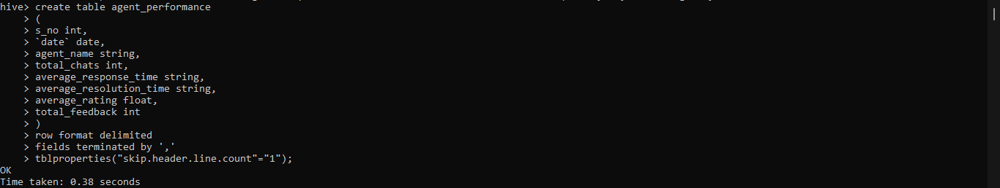 hive> create table agent_performance
    > (
    > s_no int,
    > `date` date,
    > agent_name string,
    > total_chats int,
    > average_response_time string,
    > average_resolution_time string,
    > average_rating float,
    > total_feedback int
    > )
    > row format delimited
    > fields terminated by ','
    > tblproperties("skip.header.line.count"="1");
OK
Time taken: 0.38 seconds